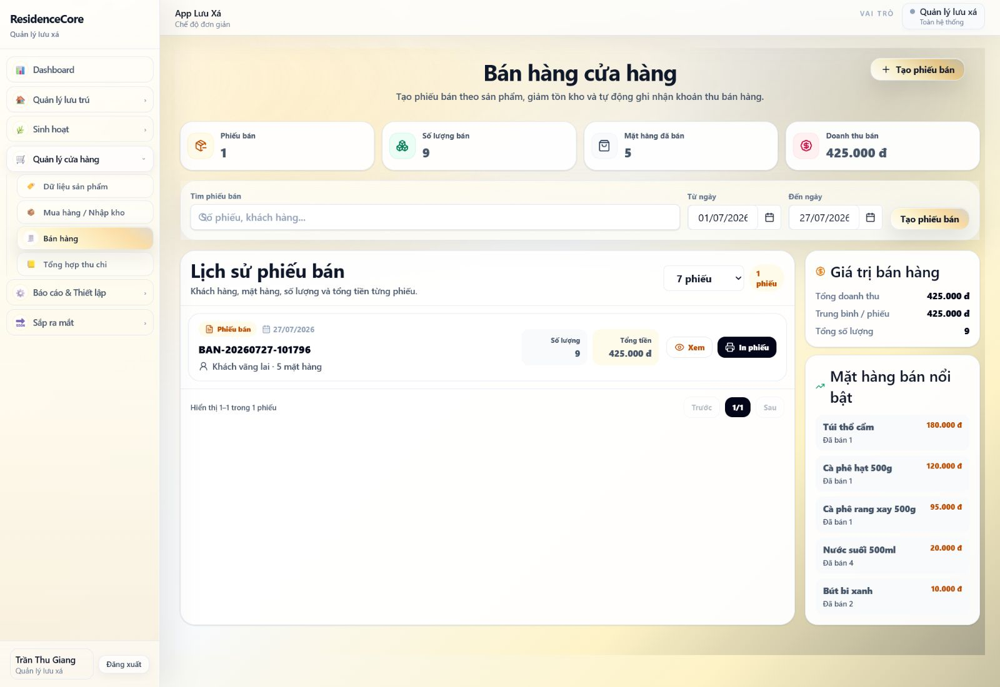 ResidenceCore
Quản lý lưu xá
Dashboard
Quản lý lưu trú
Sinh hoạt
Quản lý cửa hàng
Dữ liệu sản phẩm
Mua hàng / Nhập kho
Bán hàng
Tổng hợp thu chi
Báo cáo & Thiết lập
SOON
Sắp ra mắt
Trần Thu Giang
Quản lý lưu xá
Đăng xuất
App Lưu Xá
Chế độ đơn giản
VAI TRÒ
Quản lý lưu xá
Toàn hệ thống
Bán hàng cửa hàng
Tạo phiếu bán theo sản phẩm, giảm tồn kho và tự động ghi nhận khoản thu bán hàng.
Tạo phiếu bán
Phiếu bán
1
Số lượng bán
9
Mặt hàng đã bán
5
Doanh thu bán
425.000 đ
Tìm phiếu bán
Số phiếu, khách hàng...
Từ ngày
01/07/2026
Đến ngày
27/07/2026
Tạo phiếu bán
Lịch sử phiếu bán
Khách hàng, mặt hàng, số lượng và tổng tiền từng phiếu.
7 phiếu
1
phiếu
Phiếu bán
27/07/2026
BAN-20260727-101796
Khách vãng lai · 5 mặt hàng
Số lượng
9
Tổng tiền
425.000 đ
Xem
In phiếu
Hiển thị 1–1 trong 1 phiếu
Trước
1/1
Sau
Giá trị bán hàng
Tổng doanh thu 425.000 đ
Trung bình / phiếu 425.000 đ
Tổng số lượng 9
Mặt hàng bán nổi
bật
Túi thổ cẩm 180.000 đ
Đã bán 1
Cà phê hạt 500g 120.000 đ
Đã bán 1
Cà phê rang xay 500g 95.000 đ
Đã bán 1
Nước suối 500ml 20.000 đ
Đã bán 4
Bút bi xanh 10.000 đ
Đã bán 2